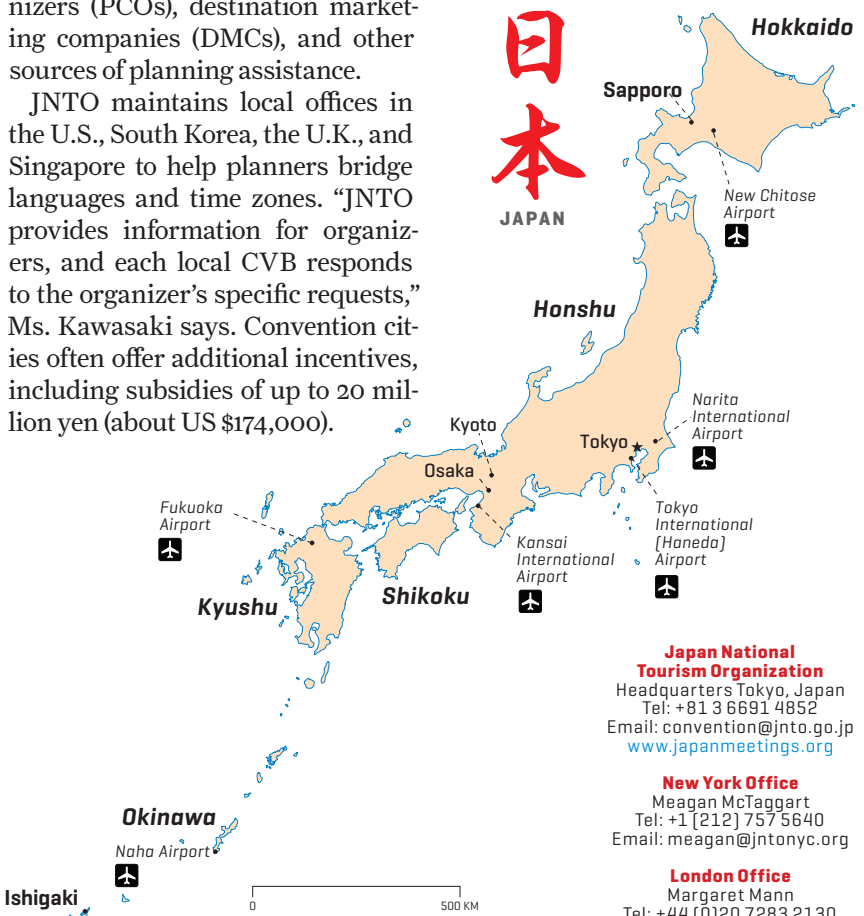 nizers (PCOs), destination market-
ing companies (DMCs), and other
sources of planning assistance.
JNTO maintains local offices in
the U.S., South Korea, the U.K., and
Singapore to help planners bridge
languages and time zones. “JNTO
provides information for organiz-
ers, and each local CVB responds
to the organizer’s specific requests,”
Ms. Kawasaki says. Convention cit-
ies often offer additional incentives,
including subsidies of up to 20 mil-
lion yen (about US $174,000).
日
本
JAPAN
Hokkaido
Sapporo
New Chitose
Airport
Honshu
Narita
International
Airport
Kyoto
Tokyo
Osaka
Fukuoka
Airport
Tokyo
International
(Haneda)
Airport
Kansai
International
Airport
Kyushu
Shikoku
Okinawa
Naha Airport
Ishigaki
0
500 KM
Japan National
Tourism Organization
Headquarters Tokyo, Japan
Tel: +81 3 6691 4852
Email: convention@jnto.go.jp
www.japanmeetings.org
New York Office
Meagan McTaggart
Tel: +1 (212) 757 5640
Email: meagan@jntonyc.org
London Office
Margaret Mann
Tel: +44 (0)20 7283 2130